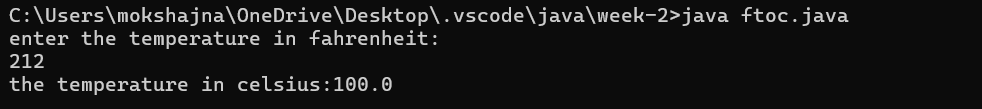 C:\Users\mokshajna\OneDrive\Desktop\.vscode\java\week-2>java ftoc.java
enter the temperature in fahrenheit:
212
the temperature in celsius:100.0